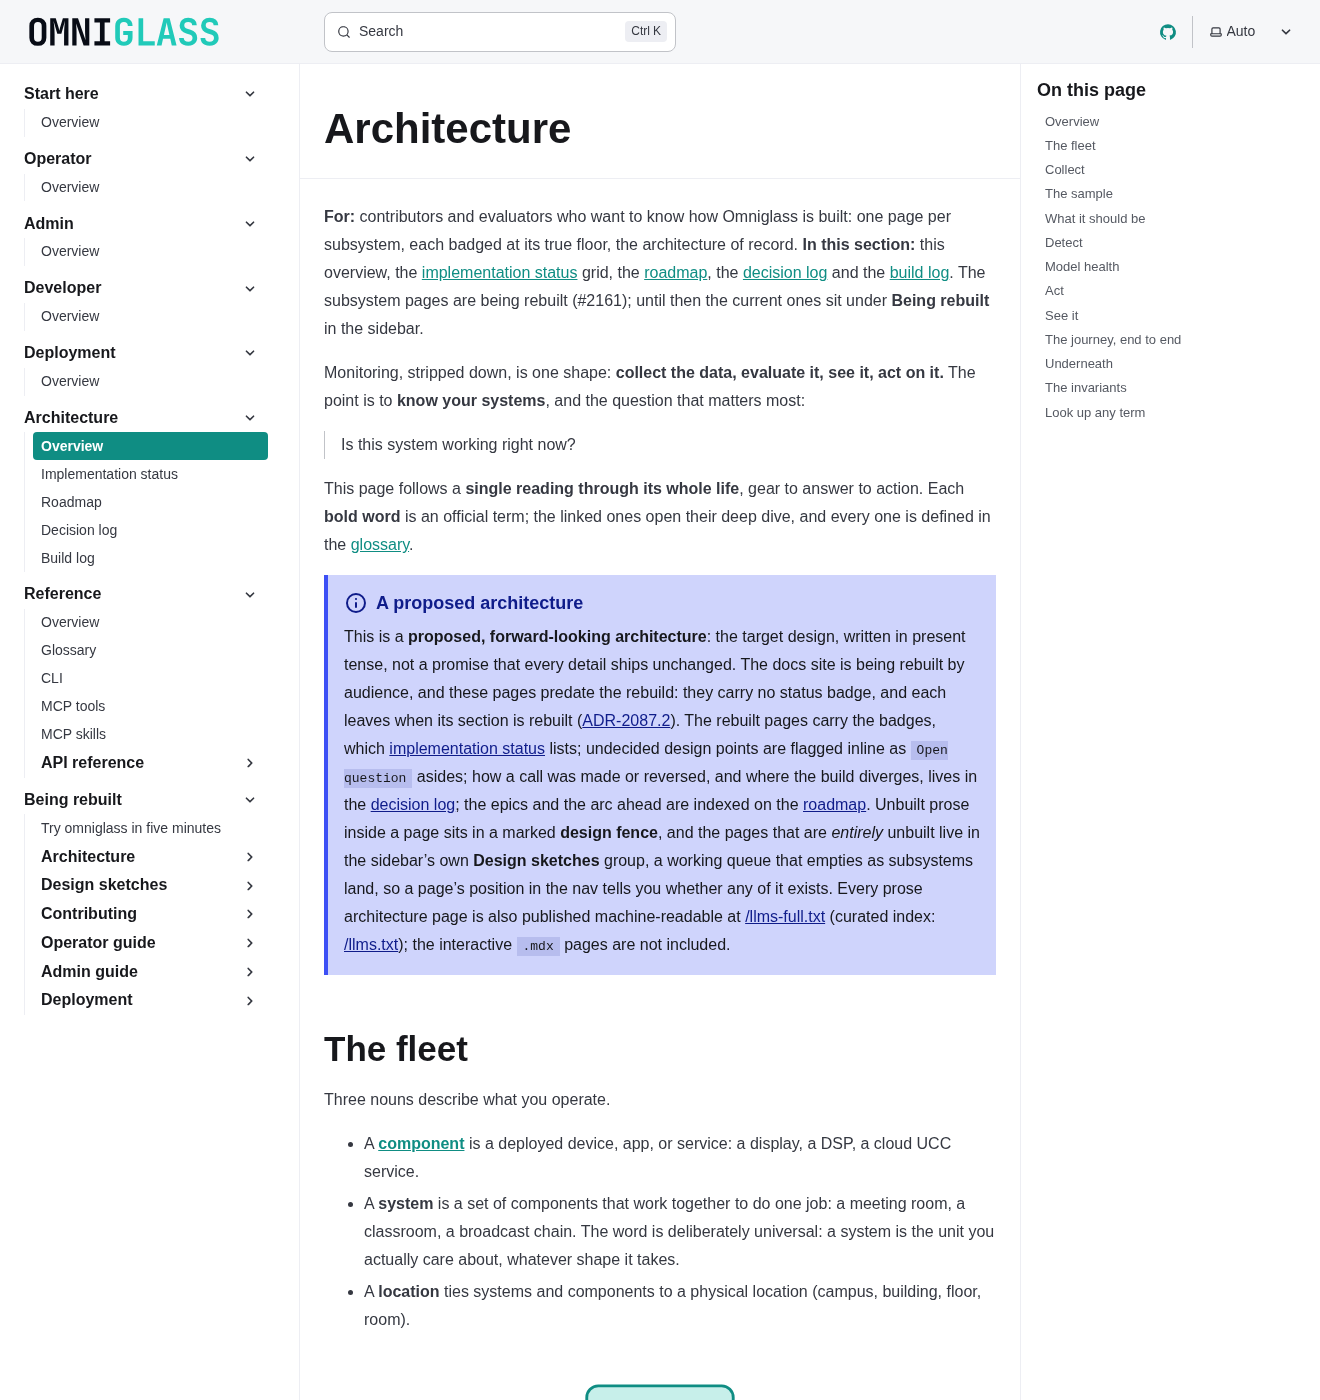 OMNIGLASS
Search
Ctrl K
Auto
Start here
Overview
Operator
Overview
Admin
Overview
Developer
Overview
Deployment
Overview
Architecture
Overview
Implementation status
Roadmap
Decision log
Build log
Reference
Overview
Glossary
CLI
MCP tools
MCP skills
API reference
Being rebuilt
Try omniglass in five minutes
Architecture
Design sketches
Contributing
Operator guide
Admin guide
Deployment
Architecture
For: contributors and evaluators who want to know how Omniglass is built: one page per
subsystem, each badged at its true floor, the architecture of record. In this section: this
overview, the implementation status grid, the roadmap, the decision log and the build log. The
subsystem pages are being rebuilt (#2161); until then the current ones sit under Being rebuilt
in the sidebar.
Monitoring, stripped down, is one shape: collect the data, evaluate it, see it, act on it. The
point is to know your systems, and the question that matters most:
Is this system working right now?
This page follows a single reading through its whole life, gear to answer to action. Each
bold word is an official term; the linked ones open their deep dive, and every one is defined in
the glossary.
A proposed architecture
This is a proposed, forward-looking architecture: the target design, written in present
tense, not a promise that every detail ships unchanged. The docs site is being rebuilt by
audience, and these pages predate the rebuild: they carry no status badge, and each
leaves when its section is rebuilt (ADR-2087.2). The rebuilt pages carry the badges,
which implementation status lists; undecided design points are flagged inline as Open
question asides; how a call was made or reversed, and where the build diverges, lives in
the decision log; the epics and the arc ahead are indexed on the roadmap. Unbuilt prose
inside a page sits in a marked design fence, and the pages that are entirely unbuilt live in
the sidebar’s own Design sketches group, a working queue that empties as subsystems
land, so a page’s position in the nav tells you whether any of it exists. Every prose
architecture page is also published machine-readable at /llms-full.txt (curated index:
/llms.txt); the interactive .mdx pages are not included.
The fleet
Three nouns describe what you operate.
A component is a deployed device, app, or service: a display, a DSP, a cloud UCC
service.
A system is a set of components that work together to do one job: a meeting room, a
classroom, a broadcast chain. The word is deliberately universal: a system is the unit you
actually care about, whatever shape it takes.
A location ties systems and components to a physical location (campus, building, floor,
room).
On this page
Overview
The fleet
Collect
The sample
What it should be
Detect
Model health
Act
See it
The journey, end to end
Underneath
The invariants
Look up any term